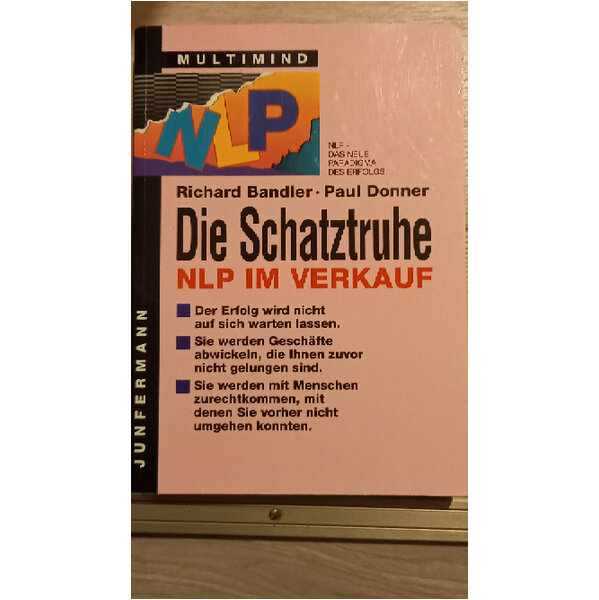 MULTIMIND
NLP
NLP -
DAS NEUE
PARADIGMA
DES ERFOLGS
Richard Bandler · Paul Donner
Die Schatztruhe
NLP IM VERKAUF
Der Erfolg wird nicht
auf sich warten lassen.
Sie werden Geschäfte
abwickeln, die Ihnen zuvor
nicht gelungen sind.
Sie werden mit Menschen
zurechtkommen, mit
denen Sie vorher nicht
umgehen konnten.
JUNFERMANN